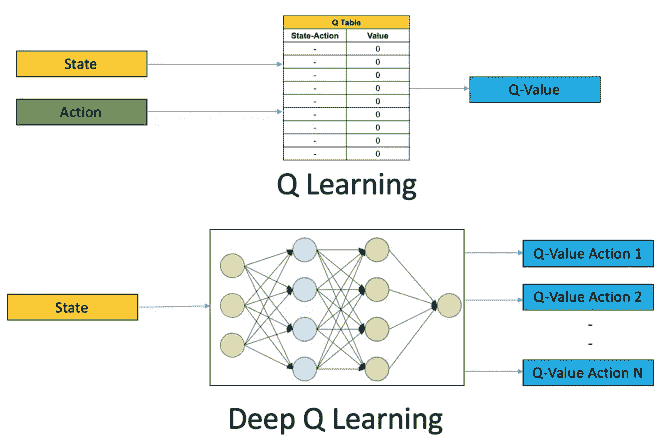 Q Table
State-Action Value
- 0
- 0
- 0
- 0
- 0
- 0
- 0
- 0
- 0
State
Action
Q-Value
Q Learning
State
Q-Value Action 1
Q-Value Action 2
-
-
Q-Value Action N
Deep Q Learning